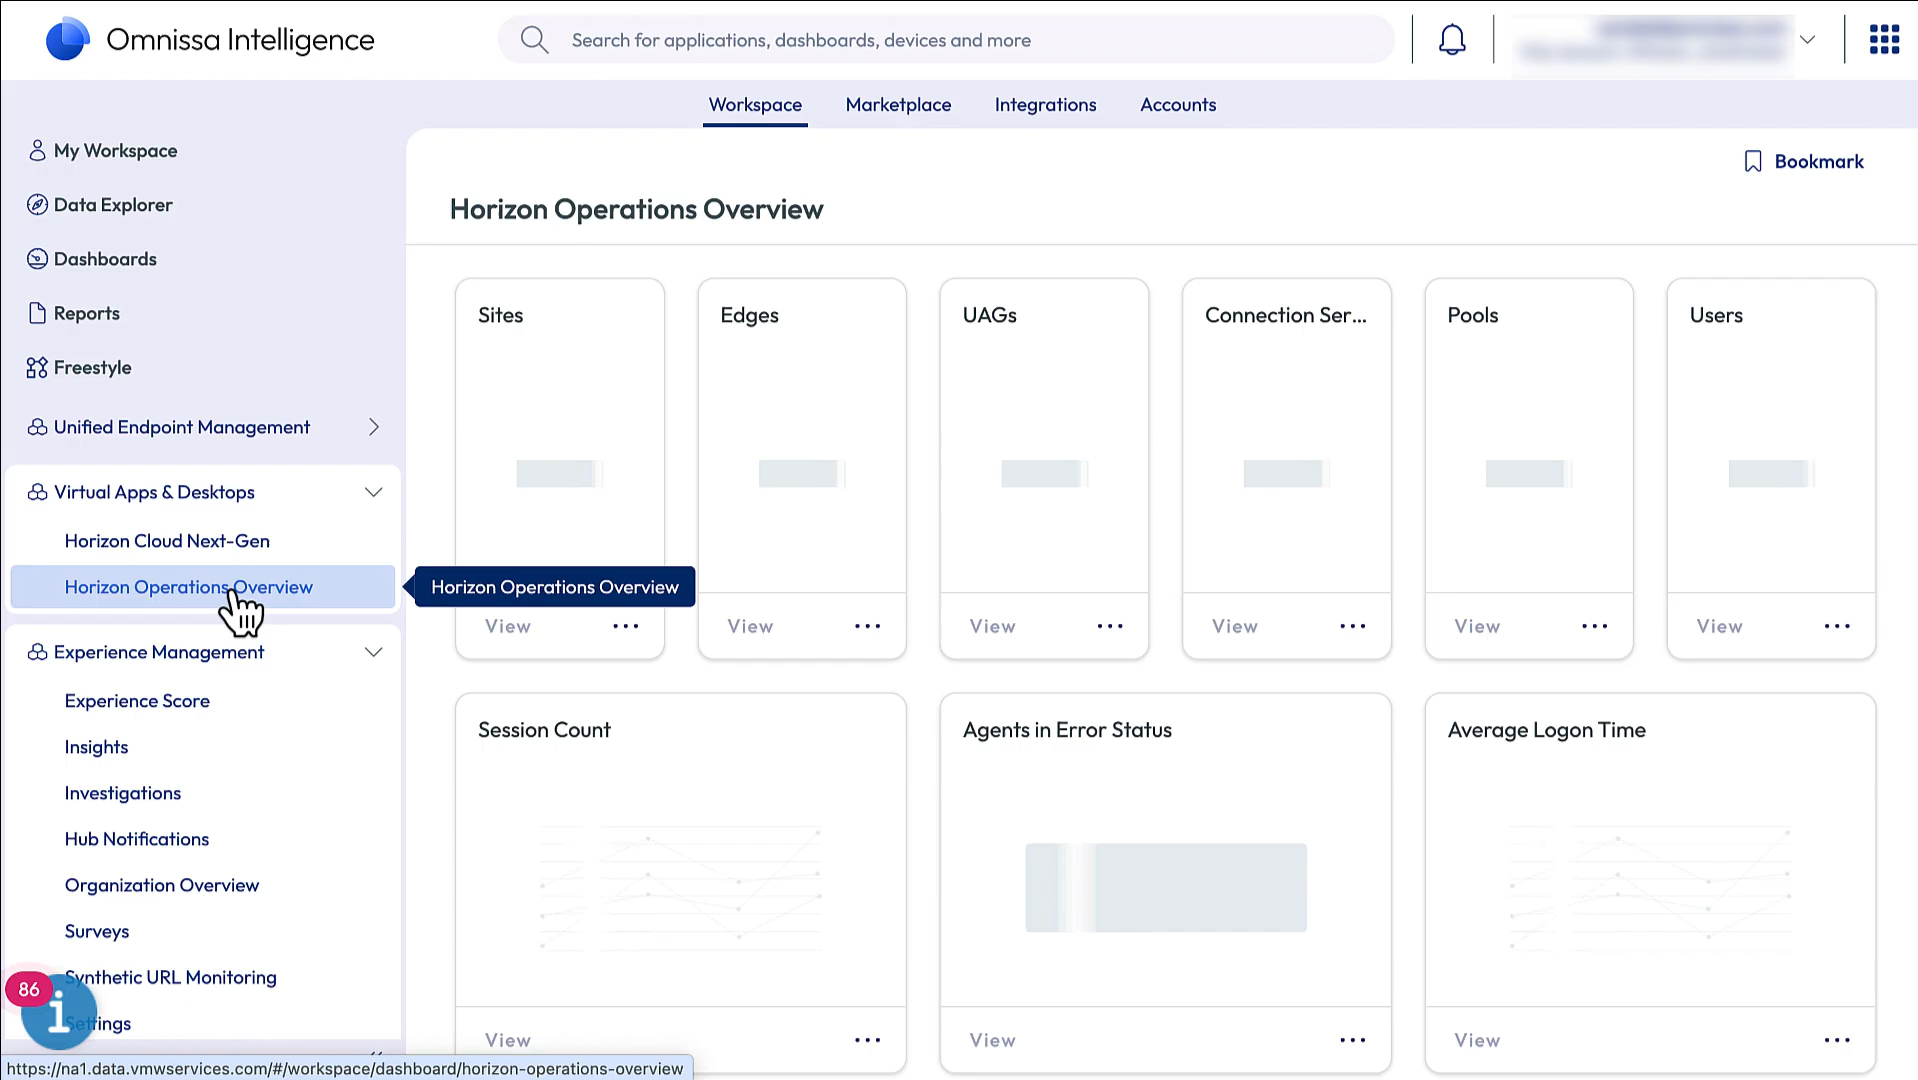 Omnissa Intelligence
Search for applications, dashboards, devices and more
Workspace
Marketplace
Integrations
Accounts
My Workspace
Data Explorer
Dashboards
Reports
Freestyle
Unified Endpoint Management
Virtual Apps & Desktops
Horizon Cloud Next-Gen
Horizon Operations Overview
Experience Management
Experience Score
Insights
Investigations
Hub Notifications
Organization Overview
Surveys
Synthetic URL Monitoring
86
Settings
Bookmark
Horizon Operations Overview
Sites
Edges
UAGs
Connection Ser...
Pools
Users
Horizon Operations Overview
View
View
View
View
View
View
Session Count
Agents in Error Status
Average Logon Time
View
View
View
https://na1.data.vmwservices.com/#/workspace/dashboard/horizon-operations-overview